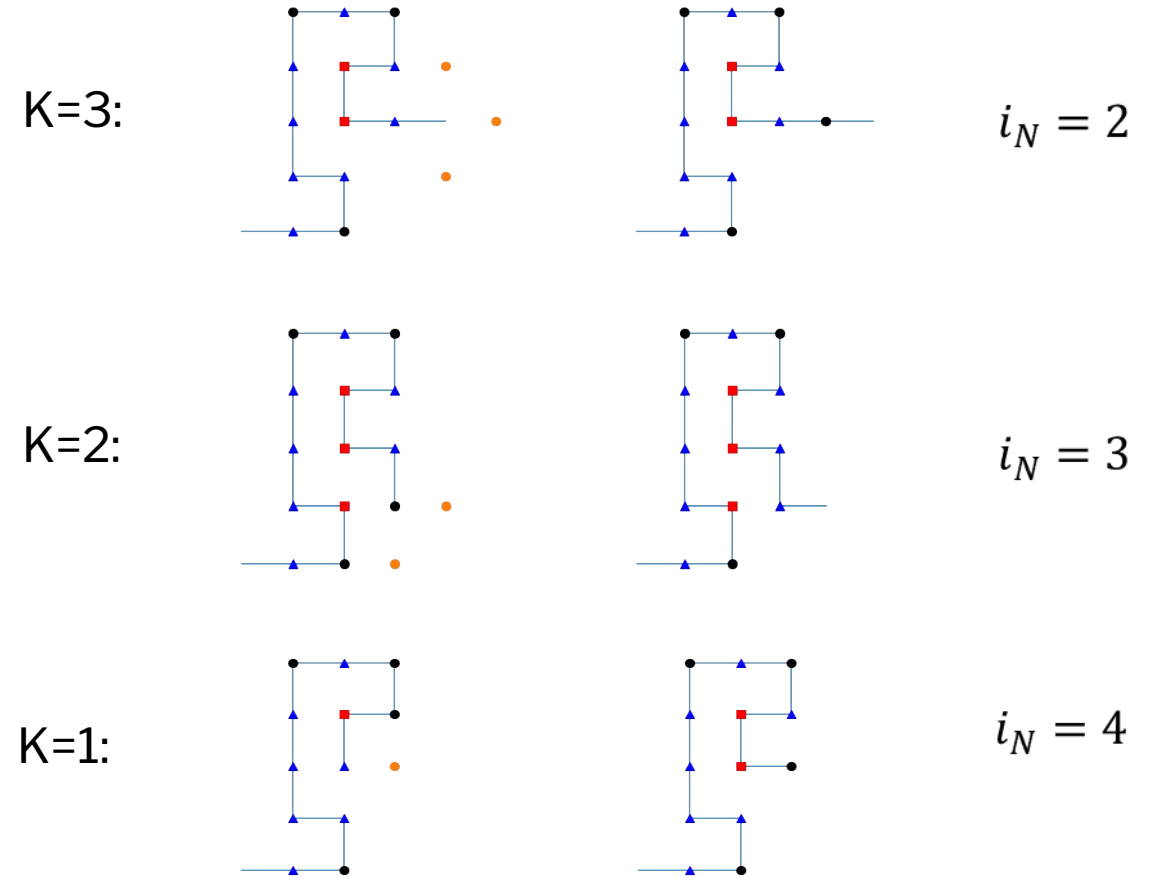 K=3:
i_N = 2
K=2:
i_N = 3
K=1:
i_N = 4